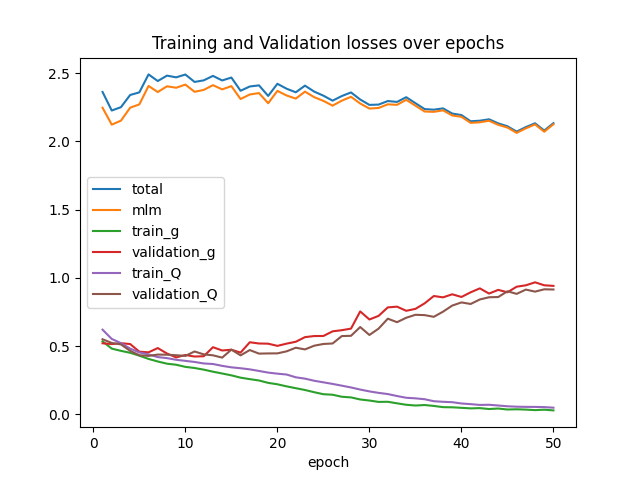 Training and Validation losses over epochs
2.5
2.0
1.5
1.0
0.5
0.0
total
mlm
train_g
validation_g
train_Q
validation_Q
0 10 20 30 40 50
epoch